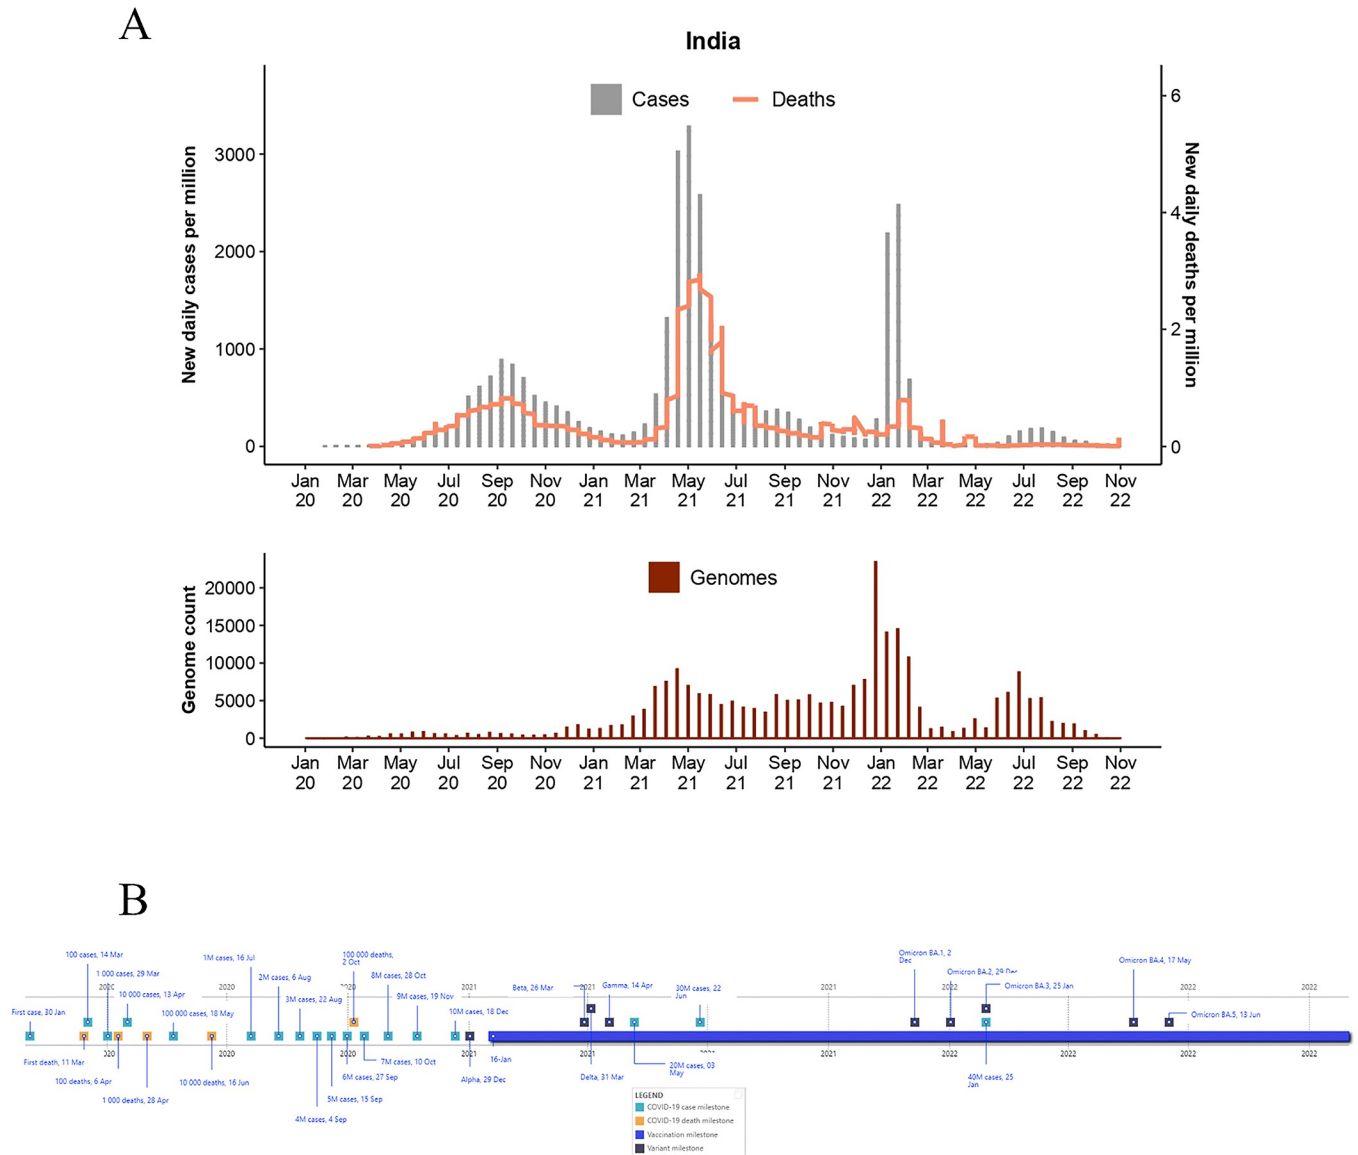 A
India
Cases
Deaths
New daily cases per million
3000
2000
1000
0
New daily deaths per million
6
4
2
0
Jan 20
Mar 20
May 20
Jul 20
Sep 20
Nov 20
Jan 21
Mar 21
May 21
Jul 21
Sep 21
Nov 21
Jan 22
Mar 22
May 22
Jul 22
Sep 22
Nov 22
Genomes
Genome count
20000
15000
10000
5000
0
Jan 20
Mar 20
May 20
Jul 20
Sep 20
Nov 20
Jan 21
Mar 21
May 21
Jul 21
Sep 21
Nov 21
Jan 22
Mar 22
May 22
Jul 22
Sep 22
Nov 22
B
100 cases, 14 Mar
1M cases, 16 Jul
100 000 deaths,
2 Oct
Omicron BA.1, 2
Dec
Omicron BA.4, 17 May
1 000 cases, 29 Mar
2M cases, 6 Aug
8M cases, 28 Oct
Omicron BA.2, 29 Dec
2020
2022
2022
2022
2022
Beta, 26 Mar
Gamma, 14 Apr
30M cases, 22
Jun
Omicron BA.3, 25 Jan
10 000 cases, 13 Apr
3M cases, 22 Aug
9M cases, 19 Nov
First case, 30 Jan
100 000 cases, 18 May
10M cases, 18 Dec
Omicron BA.5, 13 Jun
2020
2020
2021
2021
2021
2022
2022
2022
2022
First death, 11 Mar
7M cases, 10 Oct
16-Jan
20M cases, 03
May
100 deaths, 6 Apr
10 000 deaths, 16 Jun
6M cases, 27 Sep
Alpha, 29 Dec
Delta, 31 Mar
40M cases, 25
Jan
1 000 deaths, 28 Apr
5M cases, 15 Sep
4M cases, 4 Sep
LEGEND
COVID-19 case milestone
COVID-19 death milestone
Vaccination milestone
Variant milestone